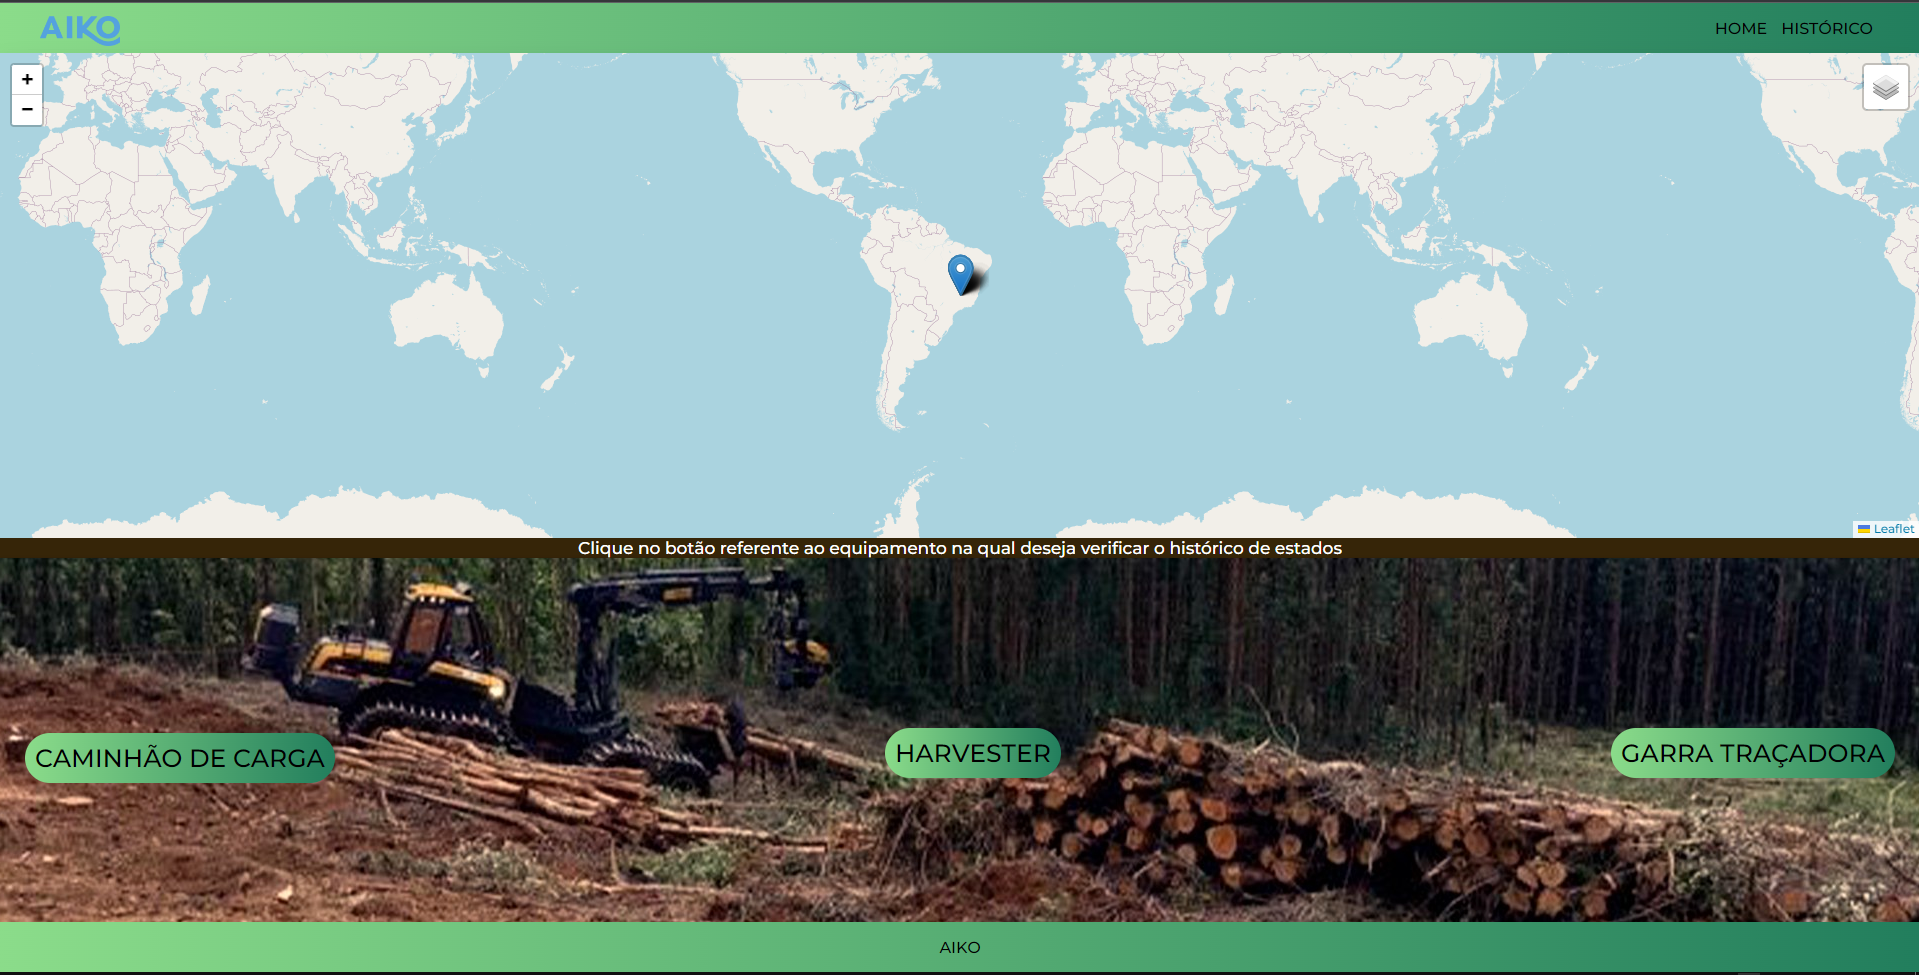 AIKO
HOME HISTÓRICO
+
−
Leaflet
Clique no botão referente ao equipamento na qual deseja verificar o histórico de estados
CAMINHÃO DE CARGA
HARVESTER
GARRA TRAÇADORA
AIKO